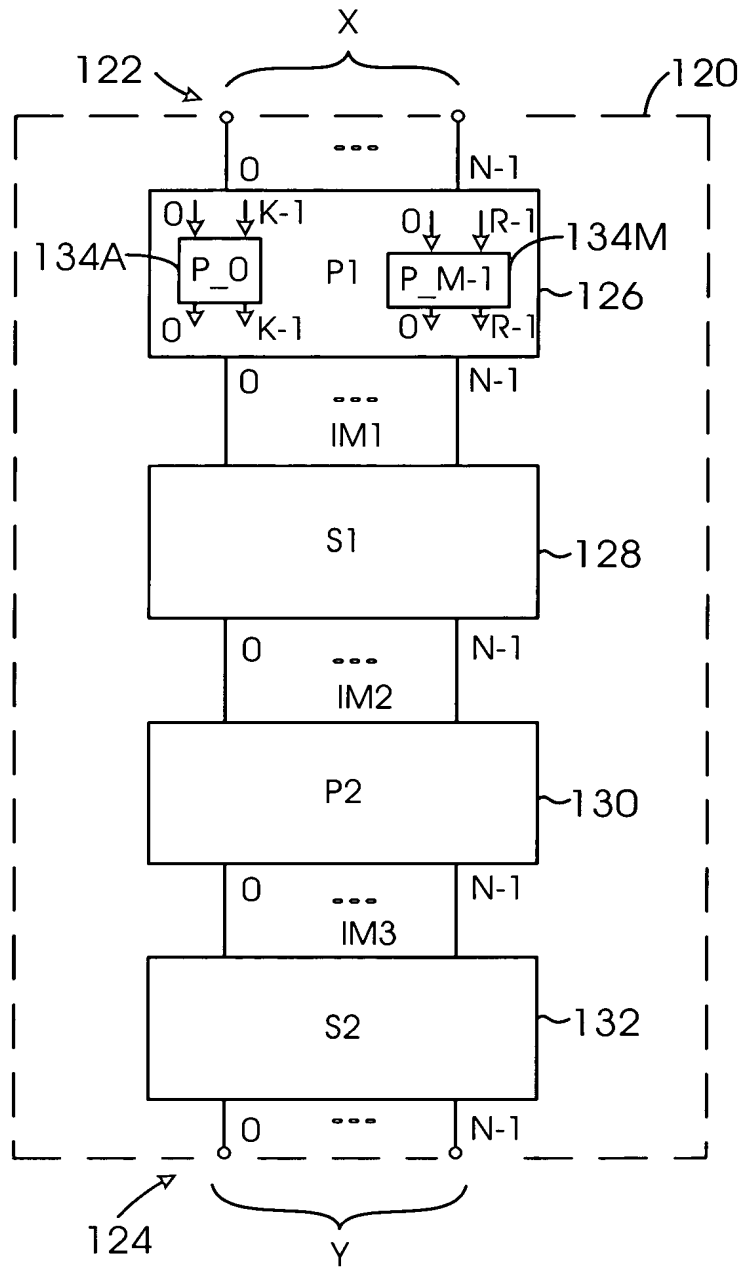 X
122
120
0 --- N-1
0 K-1 0 R-1
134A P_0 P1 P_M-1 134M
126
0 K-1 0 R-1
0 --- N-1
IM1
S1
128
0 --- N-1
IM2
P2
130
0 --- N-1
IM3
S2
132
0 --- N-1
124
Y